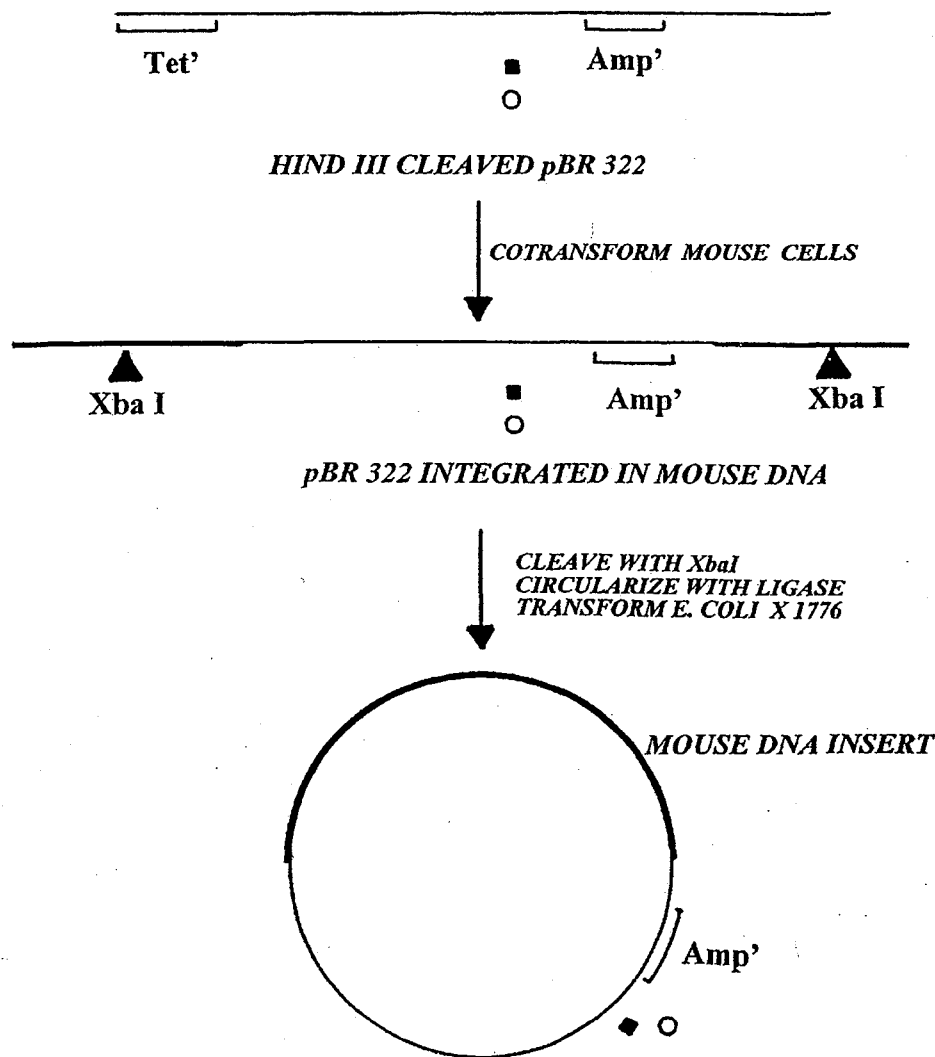 Tet’
Amp’
HIND III CLEAVED pBR 322
COTRANSFORM MOUSE CELLS
Xba I
Amp’
Xba I
pBR 322 INTEGRATED IN MOUSE DNA
CLEAVE WITH XbaI
CIRCULARIZE WITH LIGASE
TRANSFORM E. COLI X 1776
MOUSE DNA INSERT
Amp’